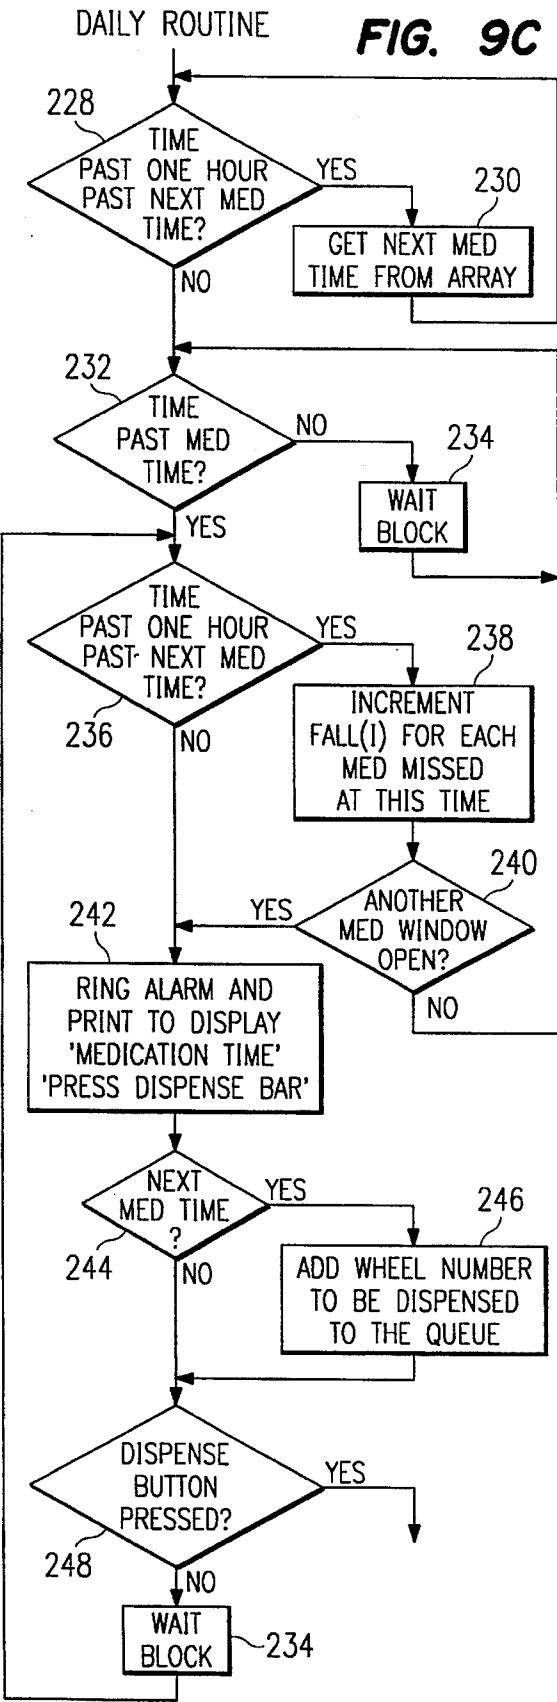 DAILY ROUTINE
FIG. 9C
228
TIME
PAST ONE HOUR
PAST NEXT MED
TIME?
YES
230
GET NEXT MED
TIME FROM ARRAY
NO
232
TIME
PAST MED
TIME?
NO
234
WAIT
BLOCK
YES
TIME
PAST ONE HOUR
PAST NEXT MED
TIME?
YES
236
NO
238
INCREMENT
FALL(I) FOR EACH
MED MISSED
AT THIS TIME
240
ANOTHER
MED WINDOW
OPEN?
YES
NO
242
RING ALARM AND
PRINT TO DISPLAY
'MEDICATION TIME'
'PRESS DISPENSE BAR'
NEXT
MED TIME
?
YES
244
NO
246
ADD WHEEL NUMBER
TO BE DISPENSED
TO THE QUEUE
DISPENSE
BUTTON
PRESSED?
YES
248
NO
WAIT
BLOCK
234